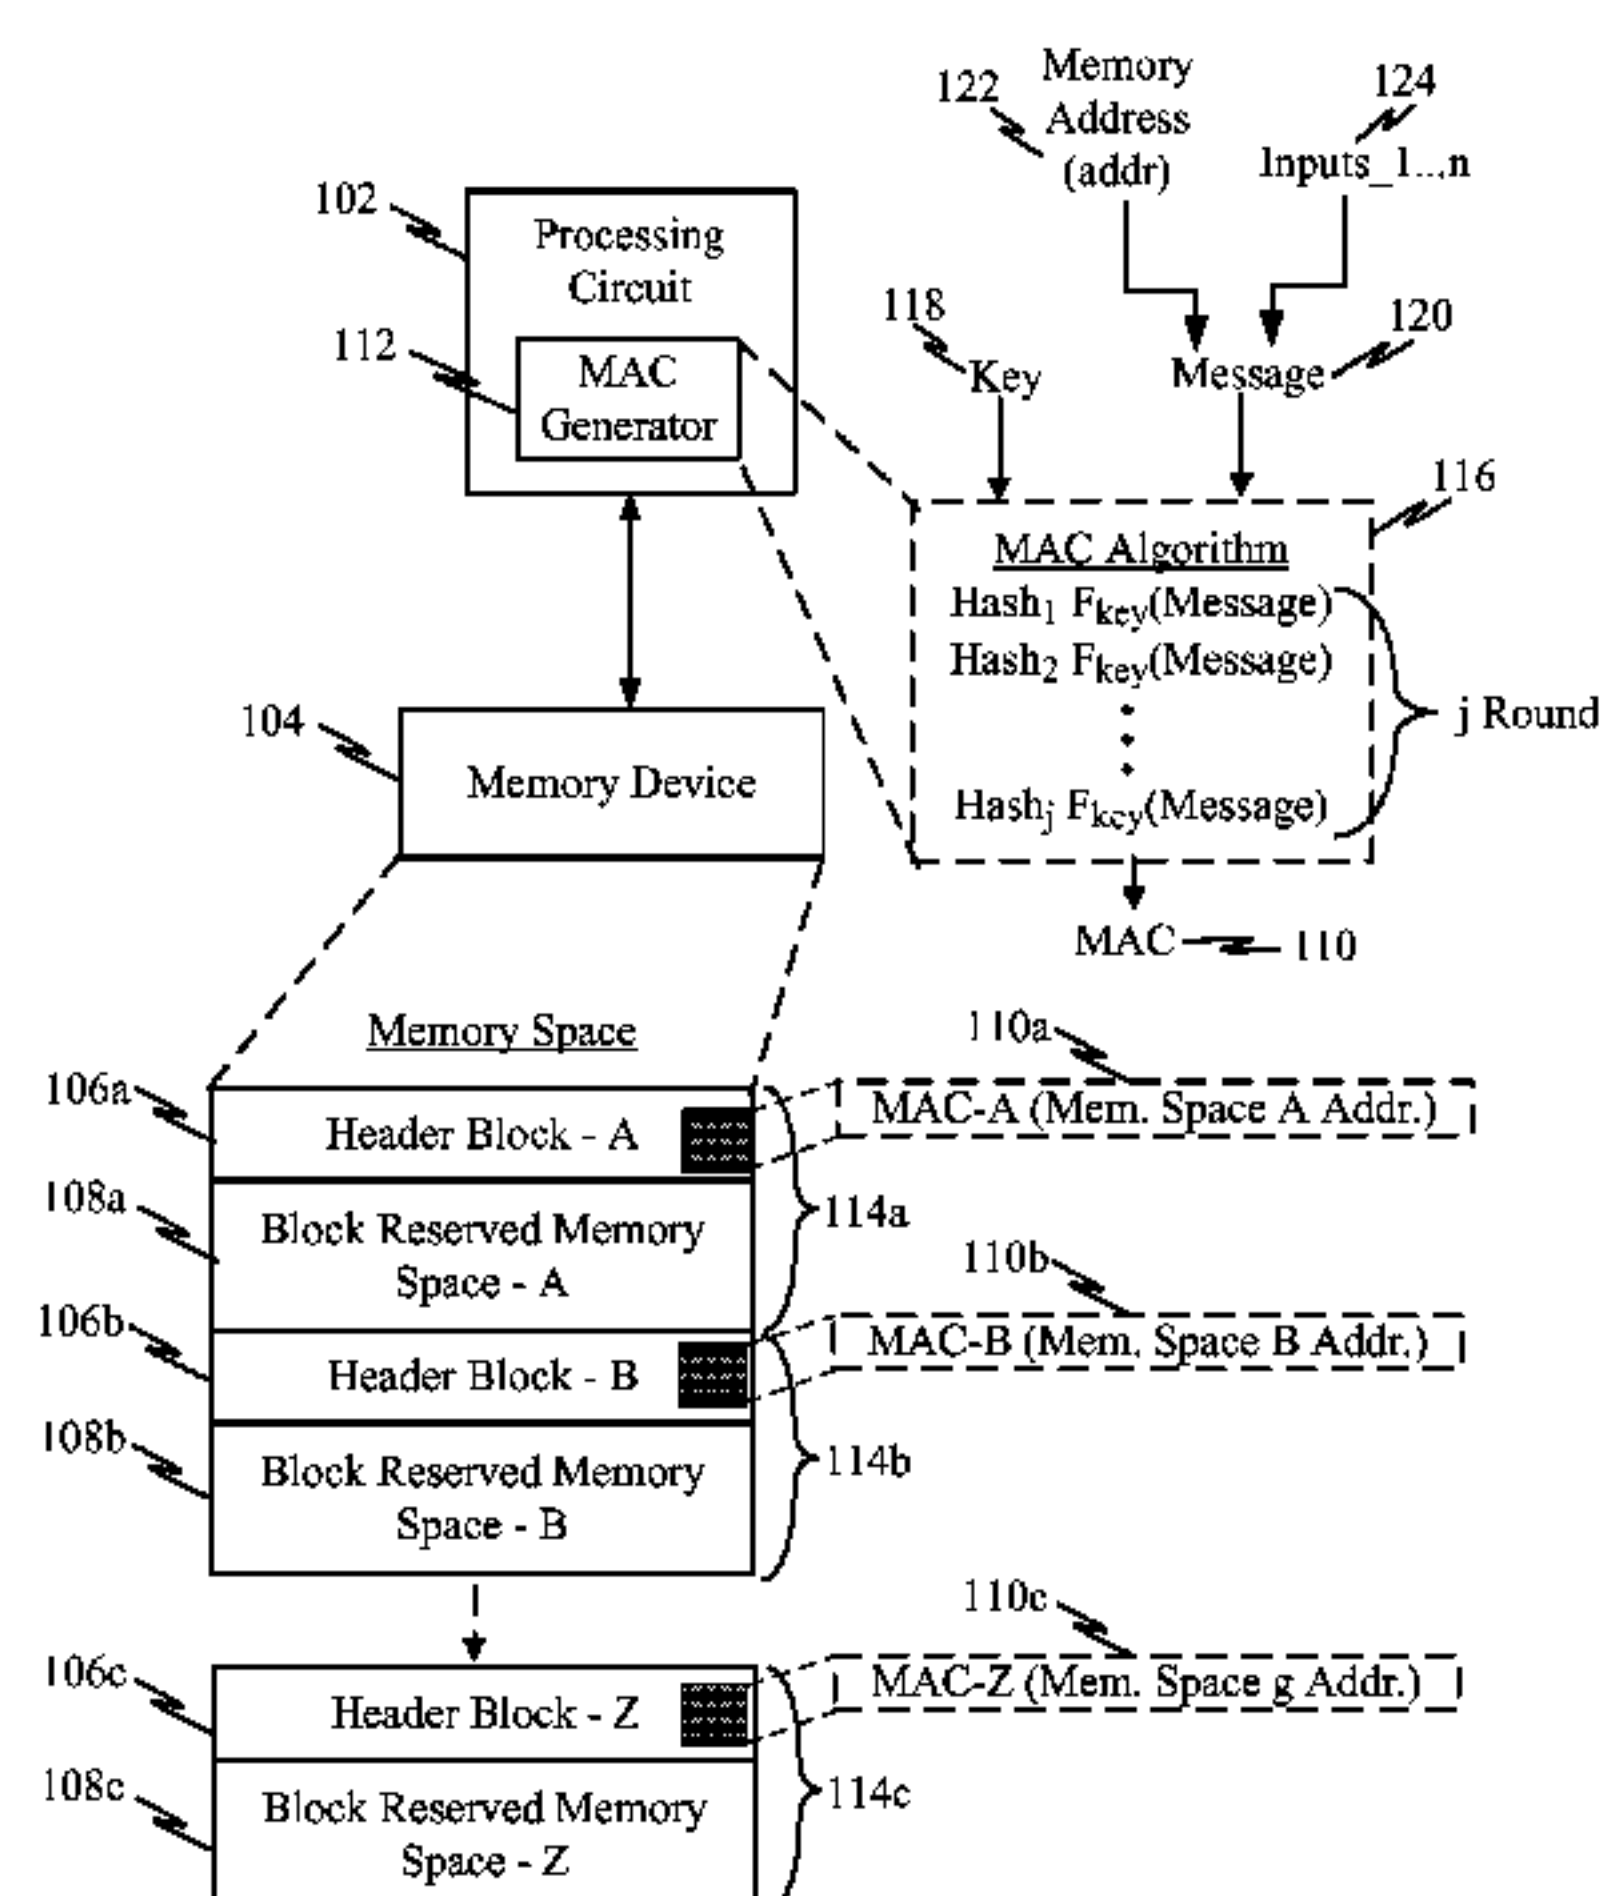 122
Memory
Address
(addr)
124
Inputs_1...n
102
Processing
Circuit
118
Key
120
Message
112
MAC
Generator
116
MAC Algorithm
Hash1 Fkey(Message)
Hash2 Fkey(Message)
j Round
Hashj Fkey(Message)
104
Memory Device
MAC
110
Memory Space
110a
106a
Header Block - A
MAC-A (Mem. Space A Addr.)
108a
Block Reserved Memory
Space - A
114a
110b
106b
Header Block - B
MAC-B (Mem. Space B Addr.)
108b
Block Reserved Memory
Space - B
114b
110c
106c
Header Block - Z
MAC-Z (Mem. Space g Addr.)
108c
Block Reserved Memory
Space - Z
114c